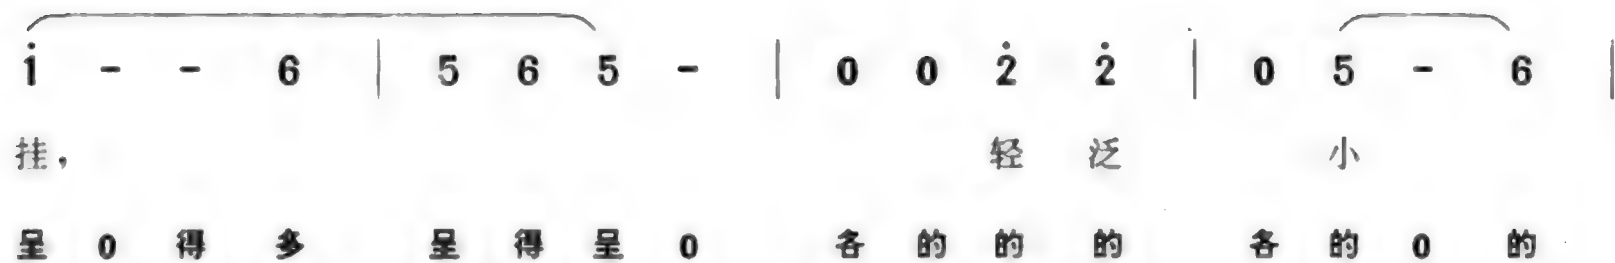 i - - 6 | 5 6 5 - | 0 0 2 2 | 0 5 - 6 |
挂， 轻 泛 小
呈 0 得 多 呈 得 呈 0 各 的 的 的 各 的 0 的